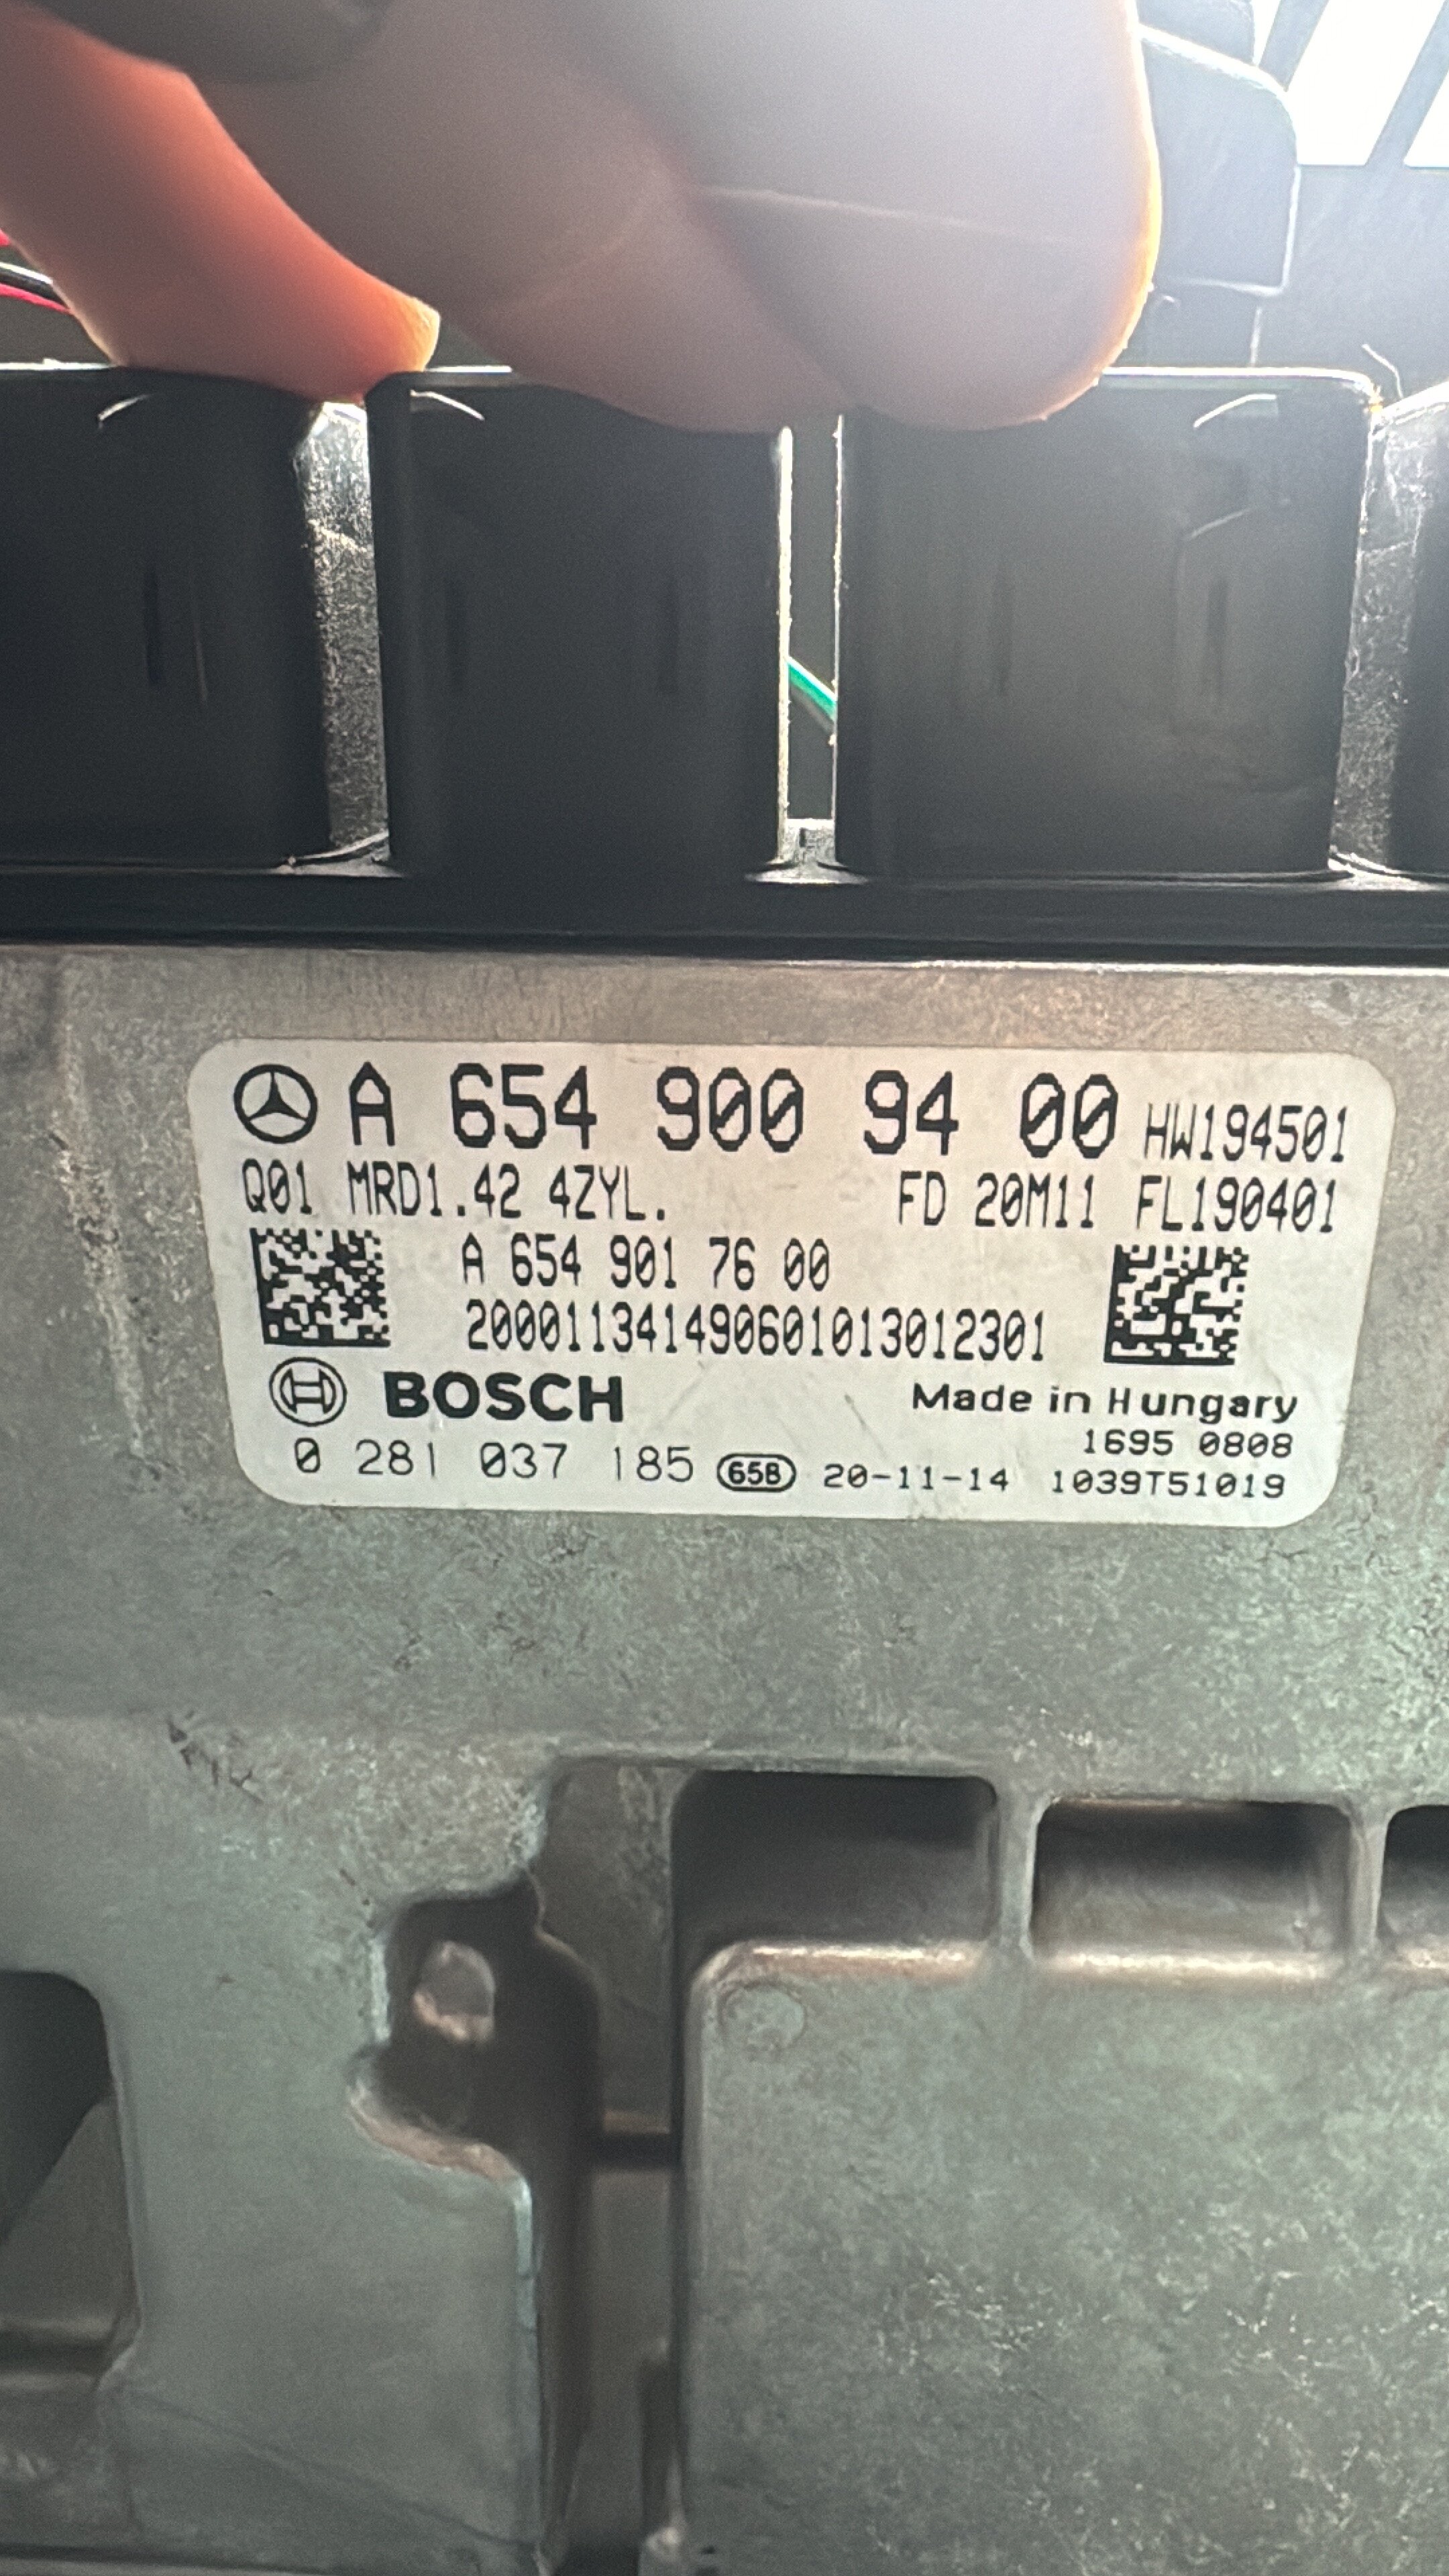 A 654 900 94 00 HW194501
Q01 MRD1.42 4ZYL. FD 20M11 FL190401
A 654 901 76 00
200011341490601013012301
BOSCH Made in Hungary
1695 0808
0 281 037 185 65B 20-11-14 1039T51019